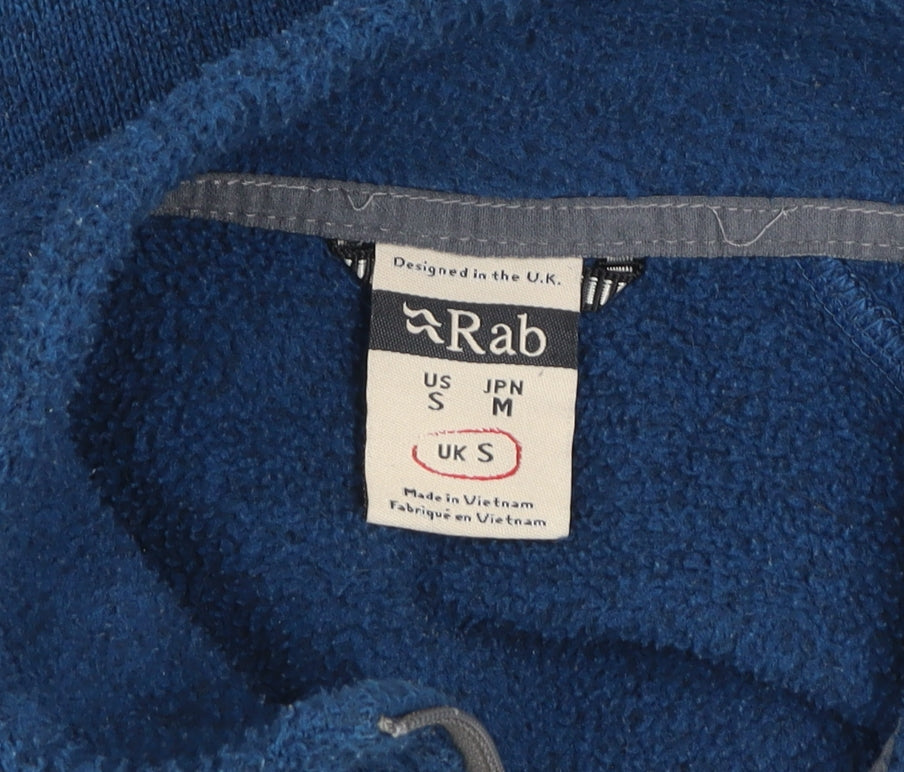 Designed in the U.K.
Rab
US JPN
S M
UK S
Made in Vietnam
Fabriqué en Vietnam